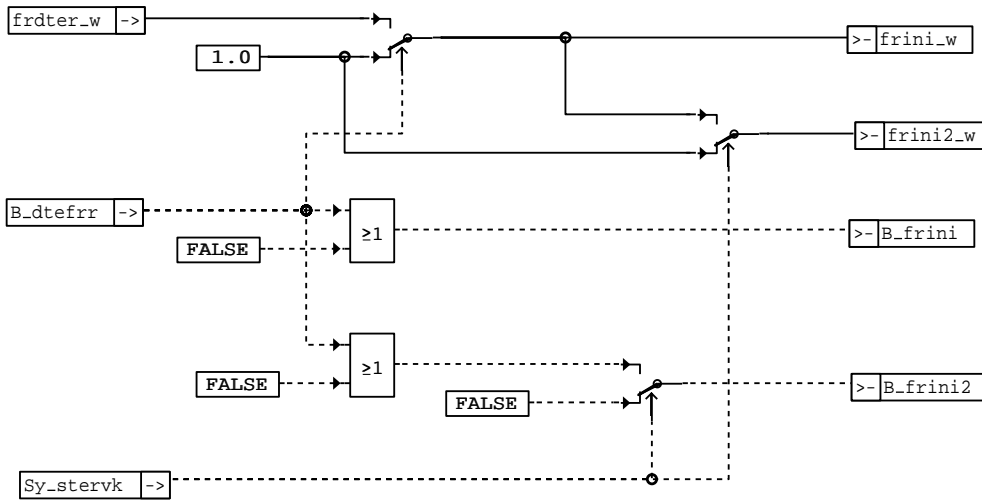 frdter_w ->
>- frini_w
1.0
>- frini2_w
B_dtefrr ->
≥1
>- B_frini
FALSE
≥1
FALSE
FALSE
>- B_frini2
Sy_stervk ->